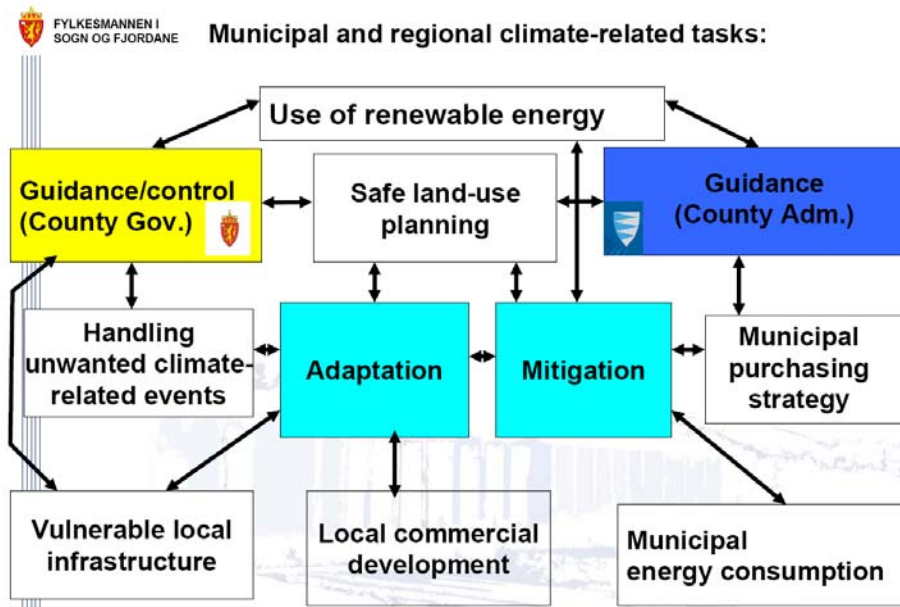 FYLKESMANNEN I
SOGN OG FJORDANE
Municipal and regional climate-related tasks:
Use of renewable energy
Guidance/control
(County Gov.)
Safe land-use
planning
Guidance
(County Adm.)
Handling
unwanted climate-
related events
Adaptation
Mitigation
Municipal
purchasing
strategy
Vulnerable local
infrastructure
Local commercial
development
Municipal
energy consumption